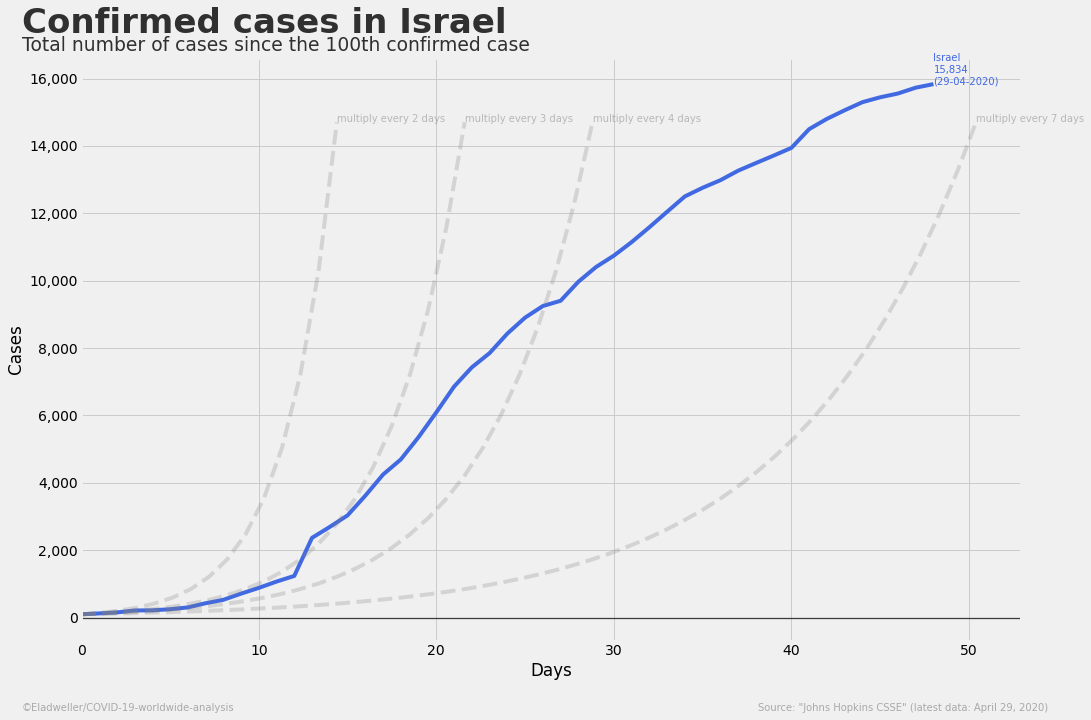 Confirmed cases in Israel
Total number of cases since the 100th confirmed case
Israel
15,834
(29-04-2020)
16,000
multiply every 2 days
multiply every 3 days
multiply every 4 days
multiply every 7 days
14,000
12,000
10,000
8,000
6,000
4,000
2,000
0
Cases
0
10
20
30
40
50
Days
©Eladweller/COVID-19-worldwide-analysis
Source: "Johns Hopkins CSSE" (latest data: April 29, 2020)